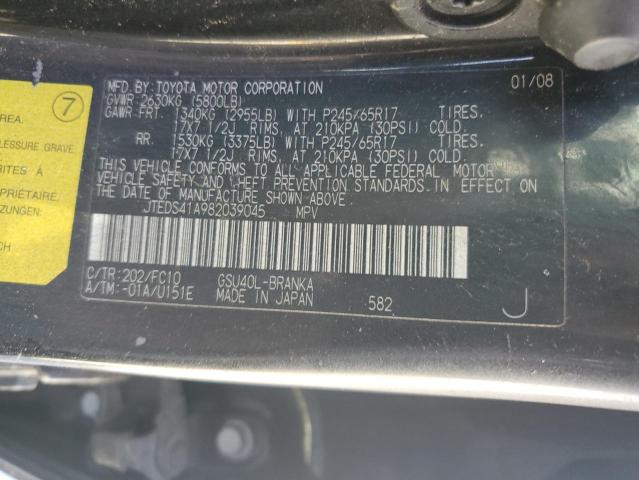 7
REA.
LESSURE GRAVE
RITES À
PROPRIÉTAIRE,
ZUNGEN.
CH
MFD.BY:TOYOTA MOTOR CORPORATION 01/08
GVWR:2630KG (5800LB)
GAWR FRT. 1340KG (2955LB) WITH P245/65R17 TIRES.
17X7 1/2J RIMS, AT 210KPA (30PSI) COLD.
RR. 1530KG (3375LB) WITH P245/65R17 TIRES.
17X7 1/2J RIMS, AT 210KPA (30PSI) COLD.
THIS VEHICLE CONFORMS TO ALL APPLICABLE FEDERAL MOTOR
VEHICLE SAFETY AND THEFT PREVENTION STANDARDS IN EFFECT ON
THE DATE OF MANUFACTURE SHOWN ABOVE.
JTEDS41A982039045 MPV
C/TR:202/FC10 GSU40L-BRANKA
A/TM:-01A/U151E MADE IN JAPAN 582 J